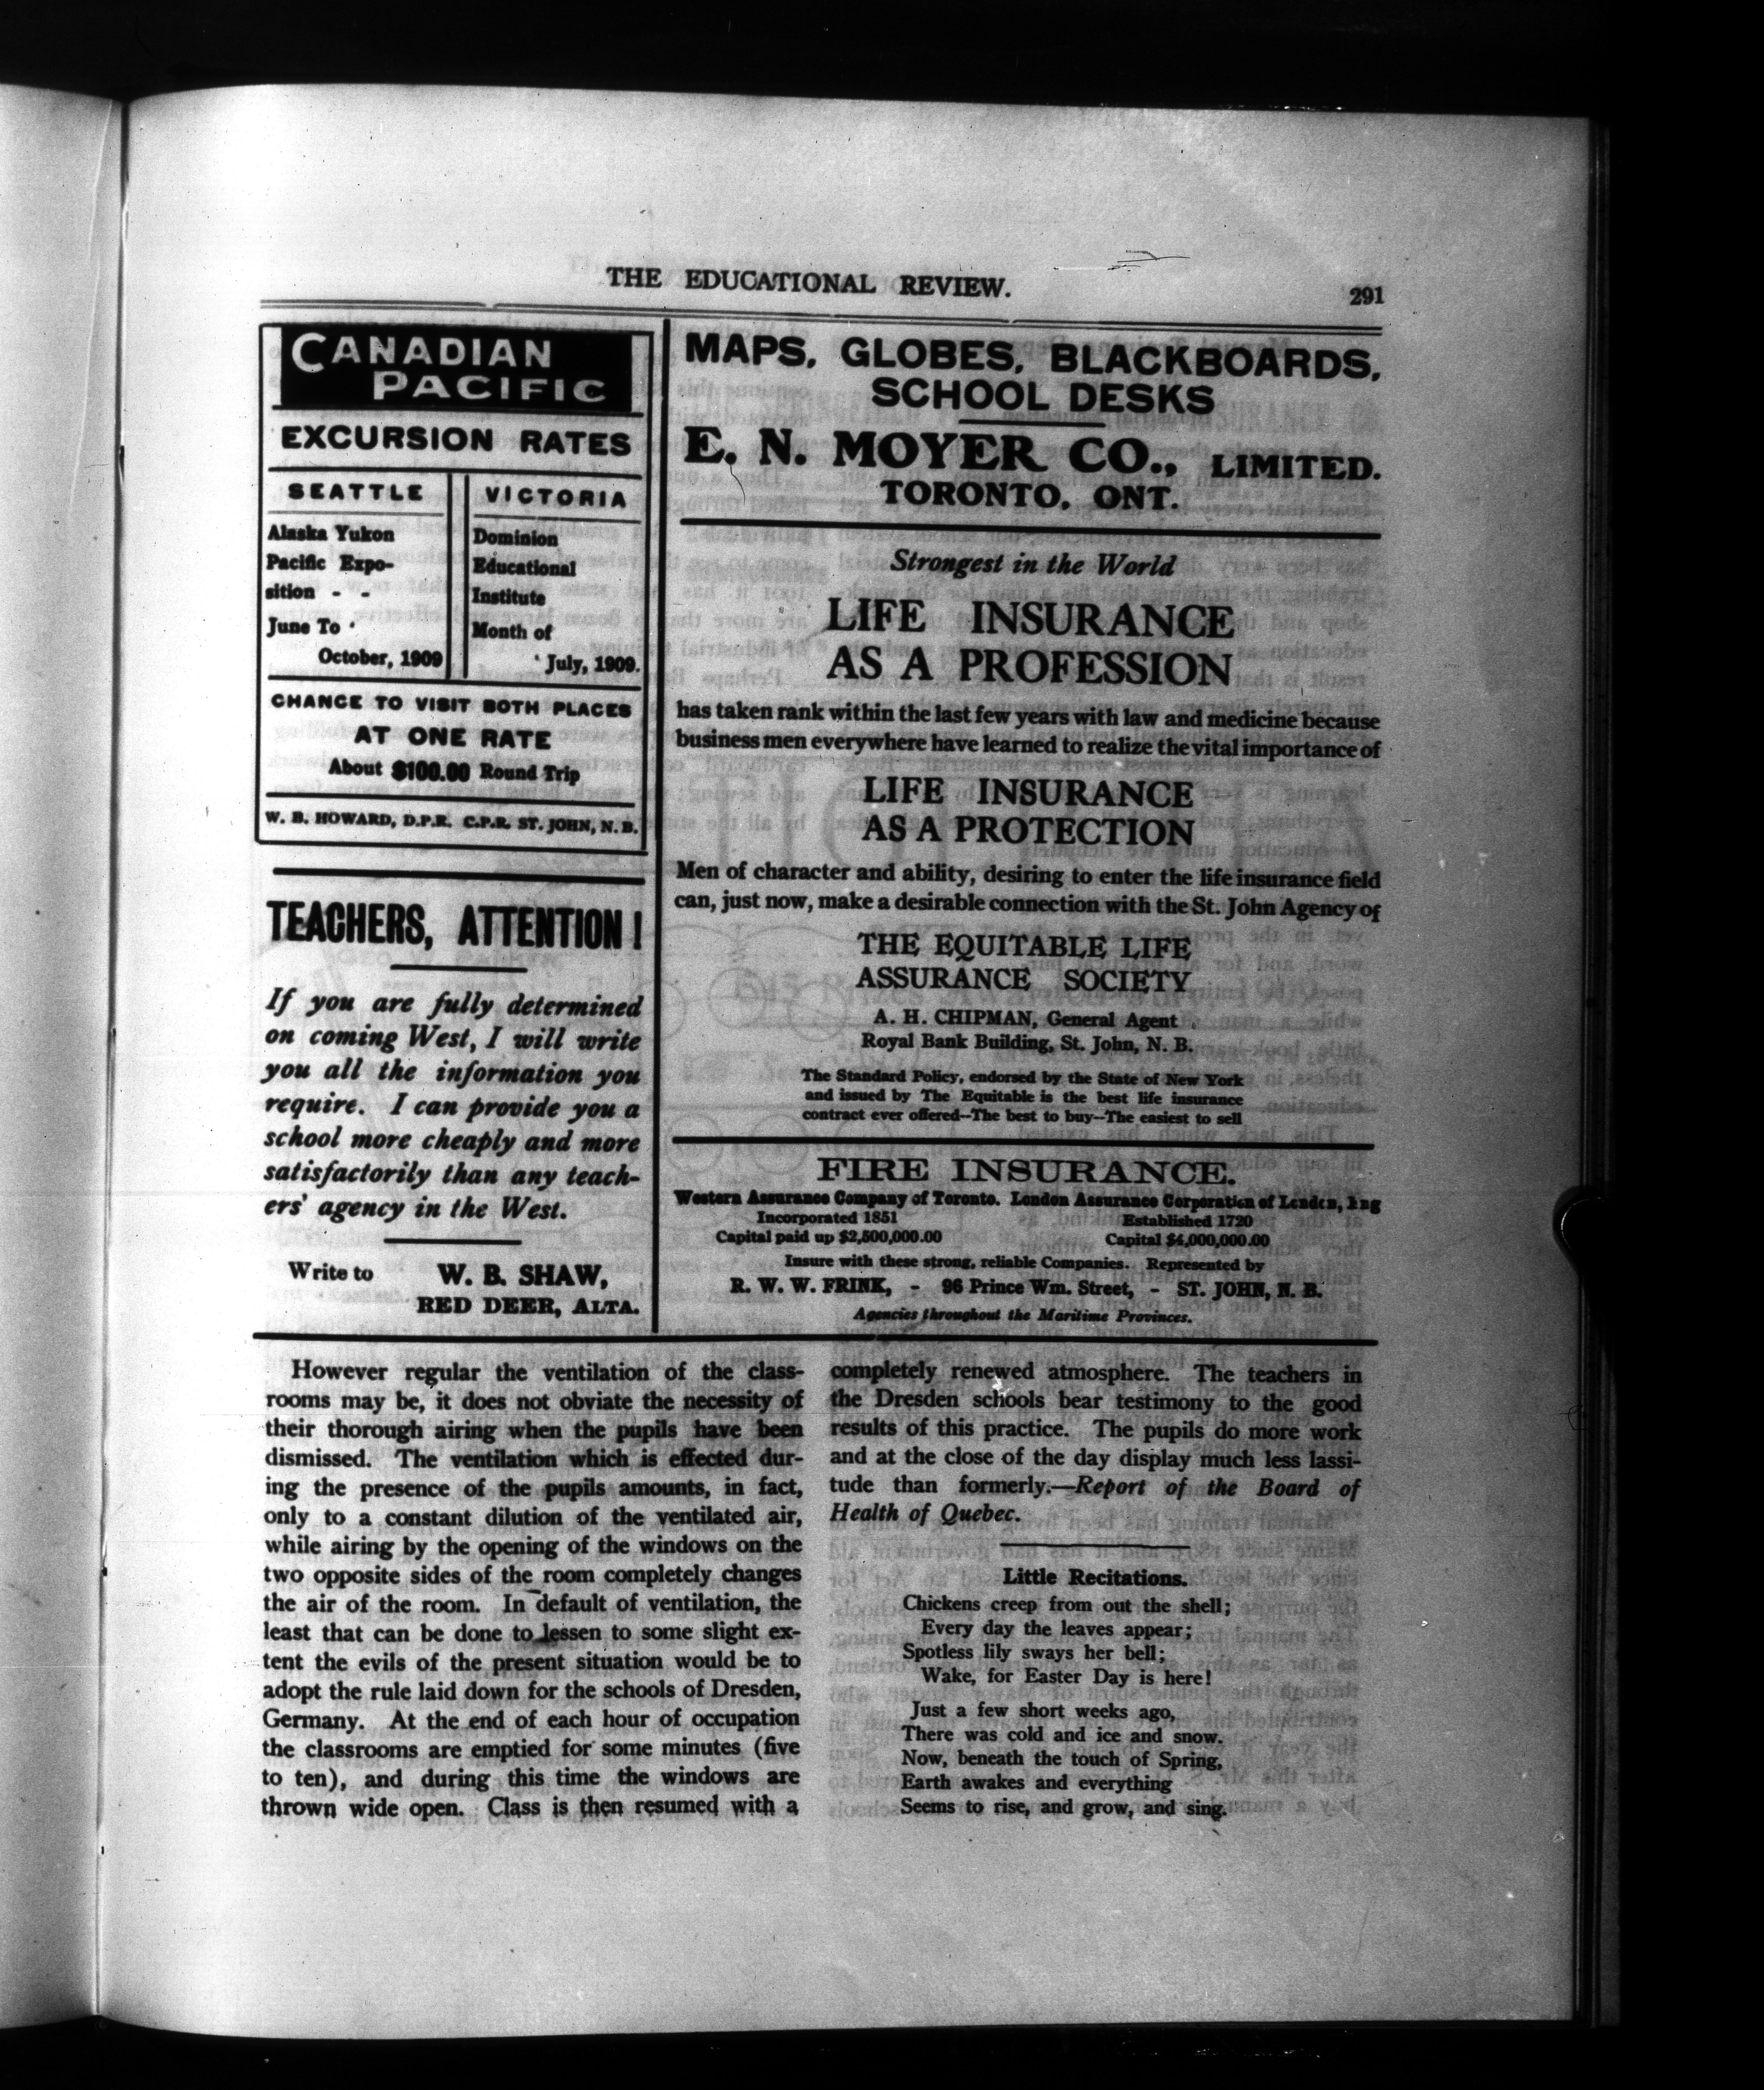 THE EDUCATIONAL REVIEW.
291
CANADIAN
PACIFIC
EXCURSION RATES
SEATTLE
Alaska Yukon
Pacific Expo-
sition - -
June To
October, 1909
VICTORIA
Dominion
Educational
Institute
Month of
July, 1909.
CHANCE TO VISIT BOTH PLACES
AT ONE RATE
About $100.00 Round Trip
W. B. HOWARD, D.P.R. C.P.R. ST. JOHN, N. B.
TEACHERS, ATTENTION!
If you are fully determined
on coming West, I will write
you all the information you
require. I can provide you a
school more cheaply and more
satisfactorily than any teach-
ers' agency in the West.
Write to W. B. SHAW,
RED DEER, ALTA.
MAPS, GLOBES, BLACKBOARDS,
SCHOOL DESKS
E. N. MOYER CO., LIMITED.
TORONTO, ONT.
Strongest in the World
LIFE INSURANCE
AS A PROFESSION
has taken rank within the last few years with law and medicine because
business men everywhere have learned to realize the vital importance of
LIFE INSURANCE
AS A PROTECTION
Men of character and ability, desiring to enter the life insurance field
can, just now, make a desirable connection with the St. John Agency of
THE EQUITABLE LIFE
ASSURANCE SOCIETY
A. H. CHIPMAN, General Agent
Royal Bank Building, St. John, N. B.
The Standard Policy, endorsed by the State of New York
and issued by The Equitable is the best life insurance
contract ever offered--The best to buy--The easiest to sell
FIRE INSURANCE.
Western Assurance Company of Toronto. London Assurance Corporation of London, Eng
Incorporated 1851 Established 1720
Capital paid up $2,500,000.00 Capital $4,000,000.00
Insure with these strong, reliable Companies. Represented by
R. W. W. FRINK, - 96 Prince Wm. Street, - ST. JOHN, N. B.
Agencies throughout the Maritime Provinces.
However regular the ventilation of the class-
rooms may be, it does not obviate the necessity of
their thorough airing when the pupils have been
dismissed. The ventilation which is effected dur-
ing the presence of the pupils amounts, in fact,
only to a constant dilution of the ventilated air,
while airing by the opening of the windows on the
two opposite sides of the room completely changes
the air of the room. In default of ventilation, the
least that can be done to lessen to some slight ex-
tent the evils of the present situation would be to
adopt the rule laid down for the schools of Dresden,
Germany. At the end of each hour of occupation
the classrooms are emptied for some minutes (five
to ten), and during this time the windows are
thrown wide open. Class is then resumed with a
completely renewed atmosphere. The teachers in
the Dresden schools bear testimony to the good
results of this practice. The pupils do more work
and at the close of the day display much less lassi-
tude than formerly.—Report of the Board of
Health of Quebec.
Little Recitations.
Chickens creep from out the shell;
Every day the leaves appear;
Spotless lily sways her bell;
Wake, for Easter Day is here!
Just a few short weeks ago,
There was cold and ice and snow.
Now, beneath the touch of Spring,
Earth awakes and everything
Seems to rise, and grow, and sing.